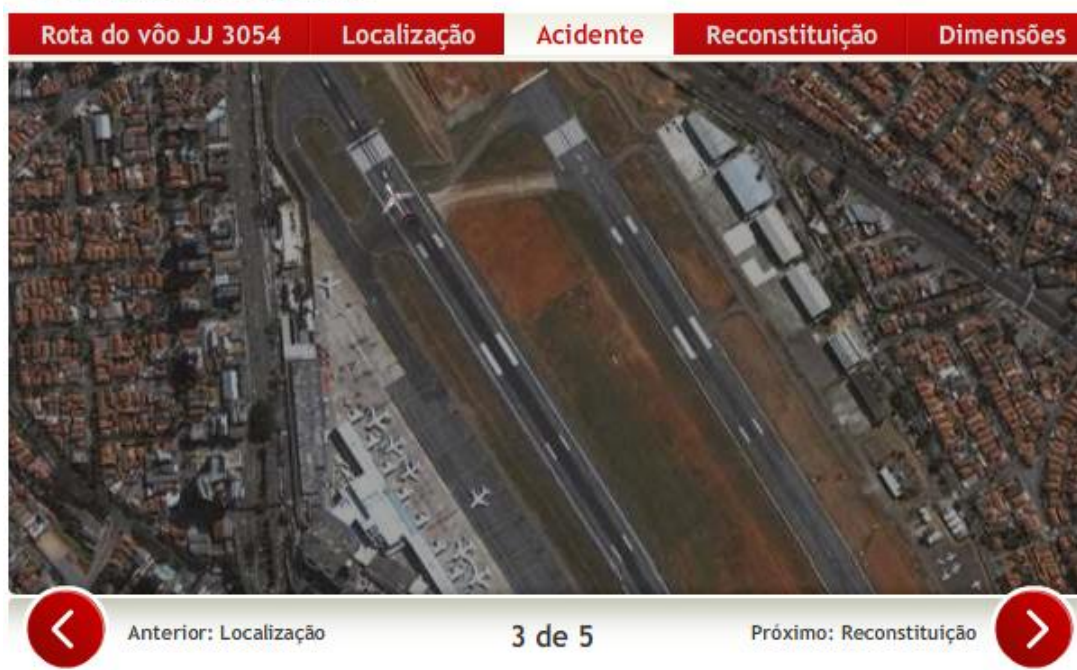 Rota do vôo JJ 3054
Localização
Acidente
Reconstituição
Dimensões
Anterior: Localização
3 de 5
Próximo: Reconstituição